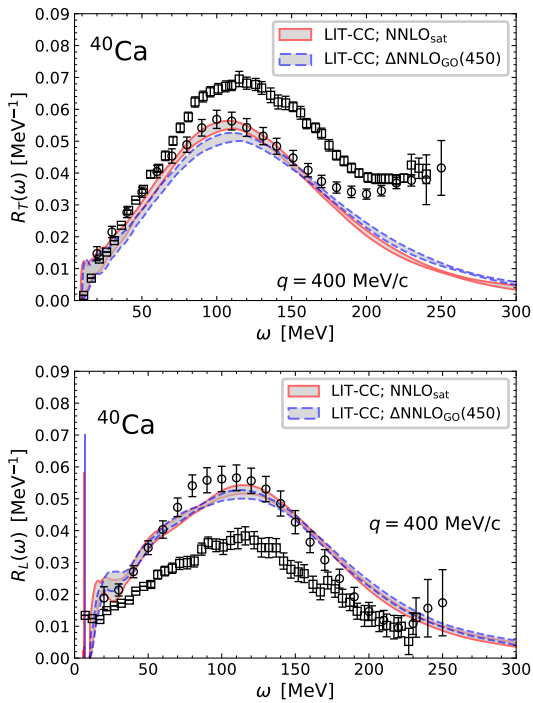 0.09
0.08
0.07
0.06
0.05
0.04
0.03
0.02
0.01
0.00
R_T(ω) [MeV⁻¹]
⁴⁰Ca
LIT-CC; NNLO_sat
LIT-CC; ΔNNLO_GO(450)
q = 400 MeV/c
50 100 150 200 250 300
ω [MeV]
0.09
0.08
0.07
0.06
0.05
0.04
0.03
0.02
0.01
0.00
R_L(ω) [MeV⁻¹]
⁴⁰Ca
LIT-CC; NNLO_sat
LIT-CC; ΔNNLO_GO(450)
q = 400 MeV/c
0 50 100 150 200 250 300
ω [MeV]